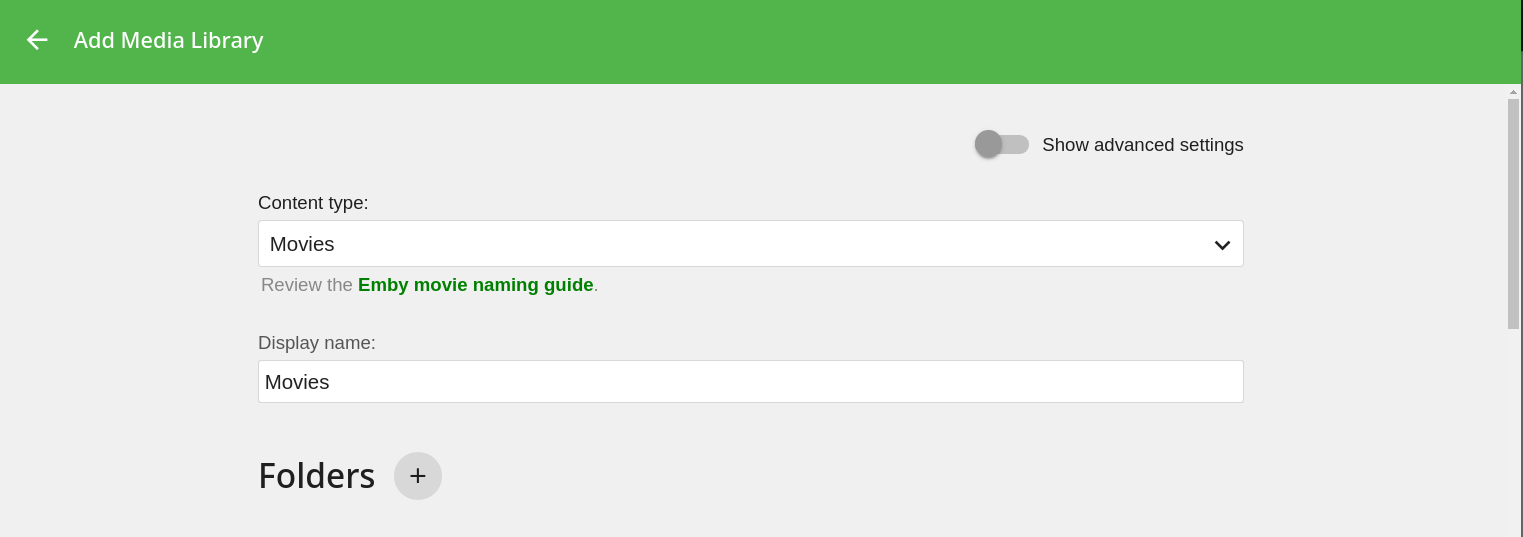 Add Media Library
Show advanced settings
Content type:
Movies
Review the Emby movie naming guide.
Display name:
Movies
Folders +